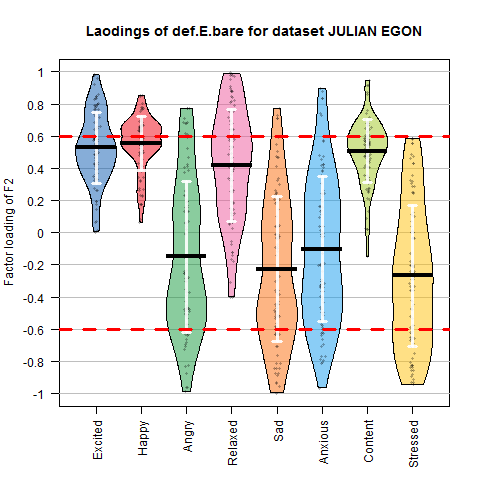 Laodings of def.E.bare for dataset JULIAN EGON
Factor loading of F2
1
0.8
0.6
0.4
0.2
0
-0.2
-0.4
-0.6
-0.8
-1
Excited
Happy
Angry
Relaxed
Sad
Anxious
Content
Stressed